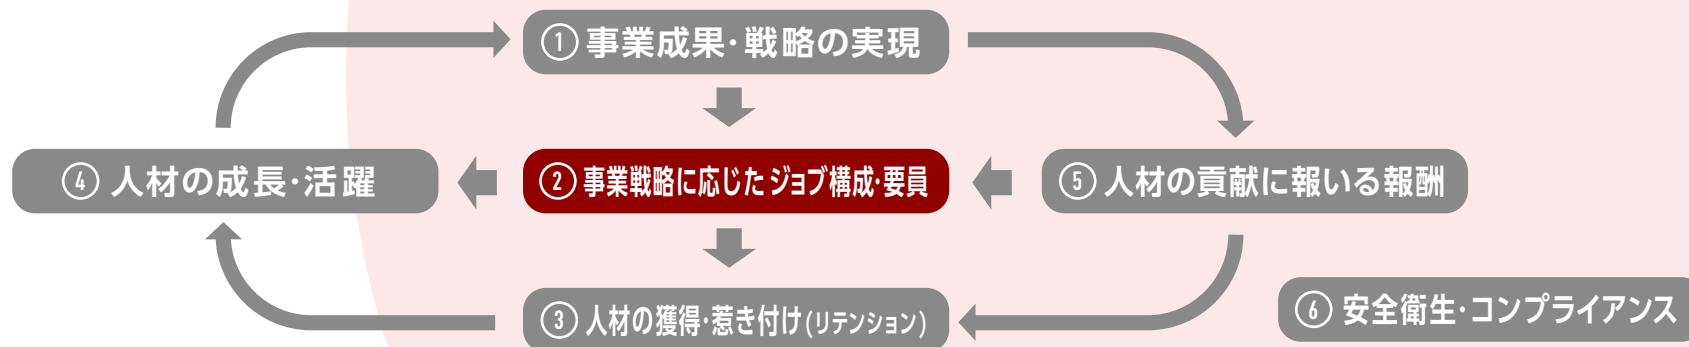 ① 事業成果・戦略の実現
④ 人材の成長・活躍
② 事業戦略に応じた ジョブ構成・要員
⑤ 人材の貢献に報いる報酬
③ 人材の獲得・惹き付け(リテンション)
⑥ 安全衛生・コンプライアンス